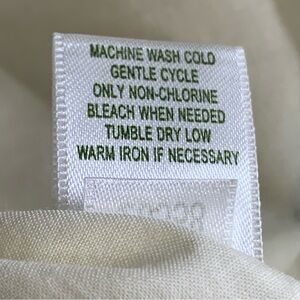 MACHINE WASH COLD
GENTLE CYCLE
ONLY NON-CHLORINE
BLEACH WHEN NEEDED
TUMBLE DRY LOW
WARM IRON IF NECESSARY